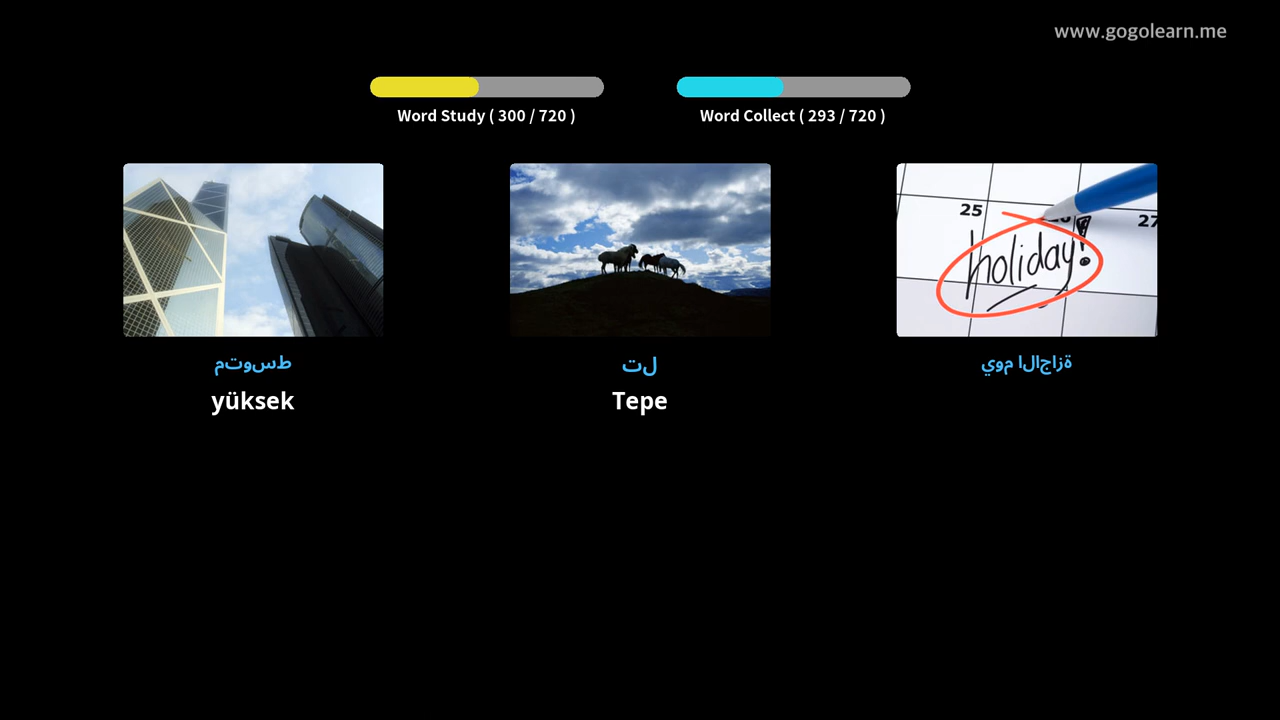 www.gogolearn.me
Word Study ( 300 / 720 )
Word Collect ( 293 / 720 )
25
26
27
holiday!
متوسط
تل
يوم الاجازة
yüksek
Tepe